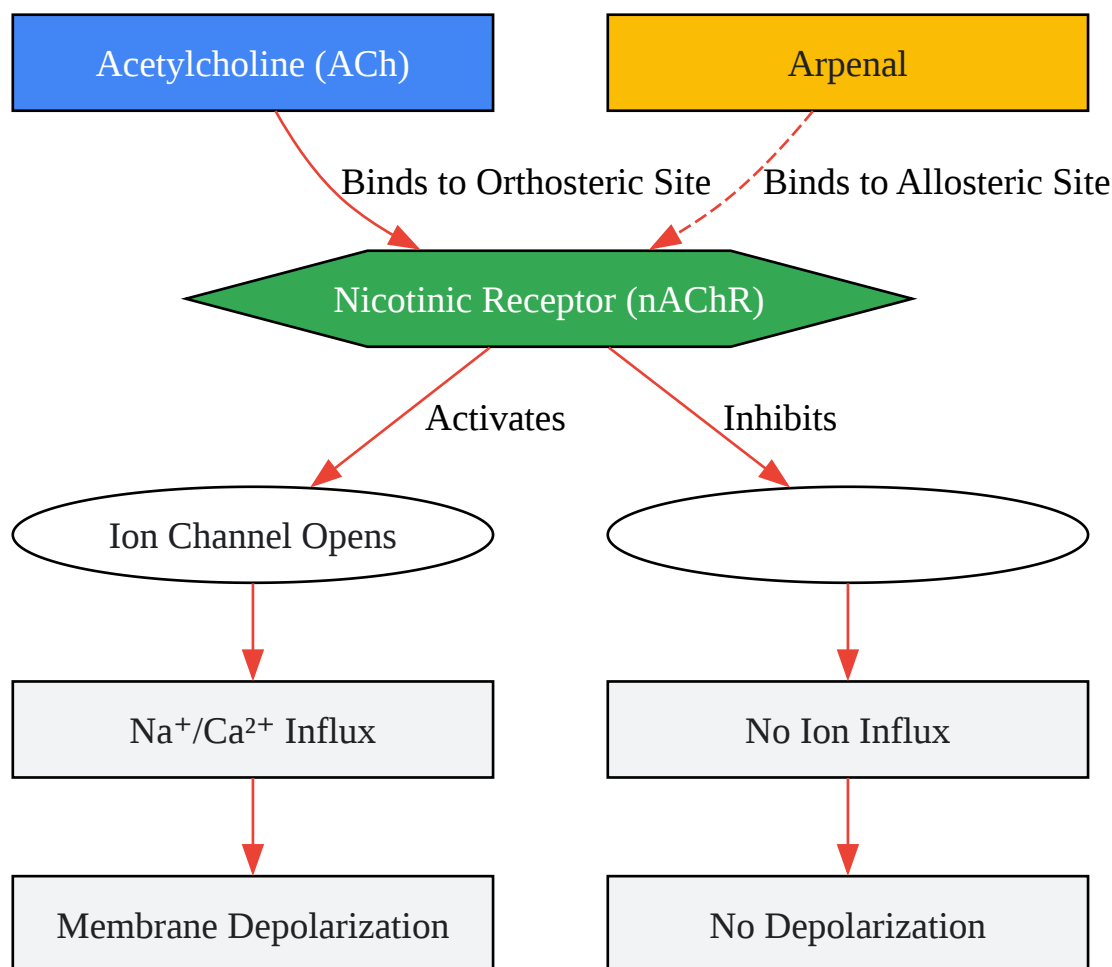 Acetylcholine (ACh)
Arpenal
Binds to Orthosteric Site
Binds to Allosteric Site
Nicotinic Receptor (nAChR)
Activates
Inhibits
Ion Channel Opens
Na⁺/Ca²⁺ Influx
No Ion Influx
Membrane Depolarization
No Depolarization